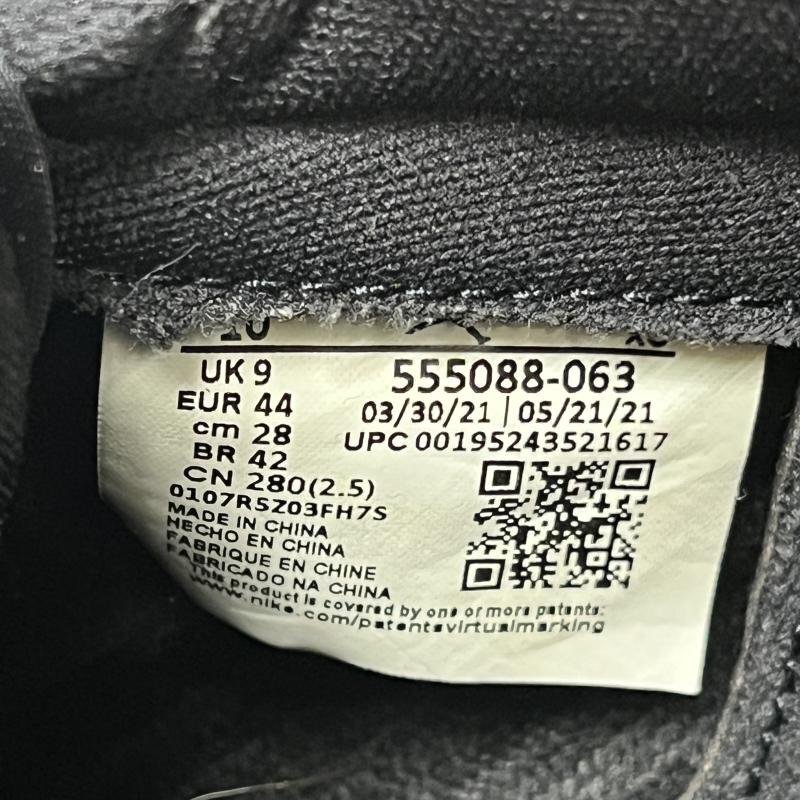 10
UK 9
EUR 44
cm 28
BR 42
CN 280(2.5)
0107R5Z03FH7S
MADE IN CHINA
HECHO EN CHINA
FABRIQUE EN CHINE
FABRICADO NA CHINA
This product is covered by one or more patents:
www.nike.com/patentsvirtualmarking
555088-063
03/30/21 | 05/21/21
UPC 00195243521617